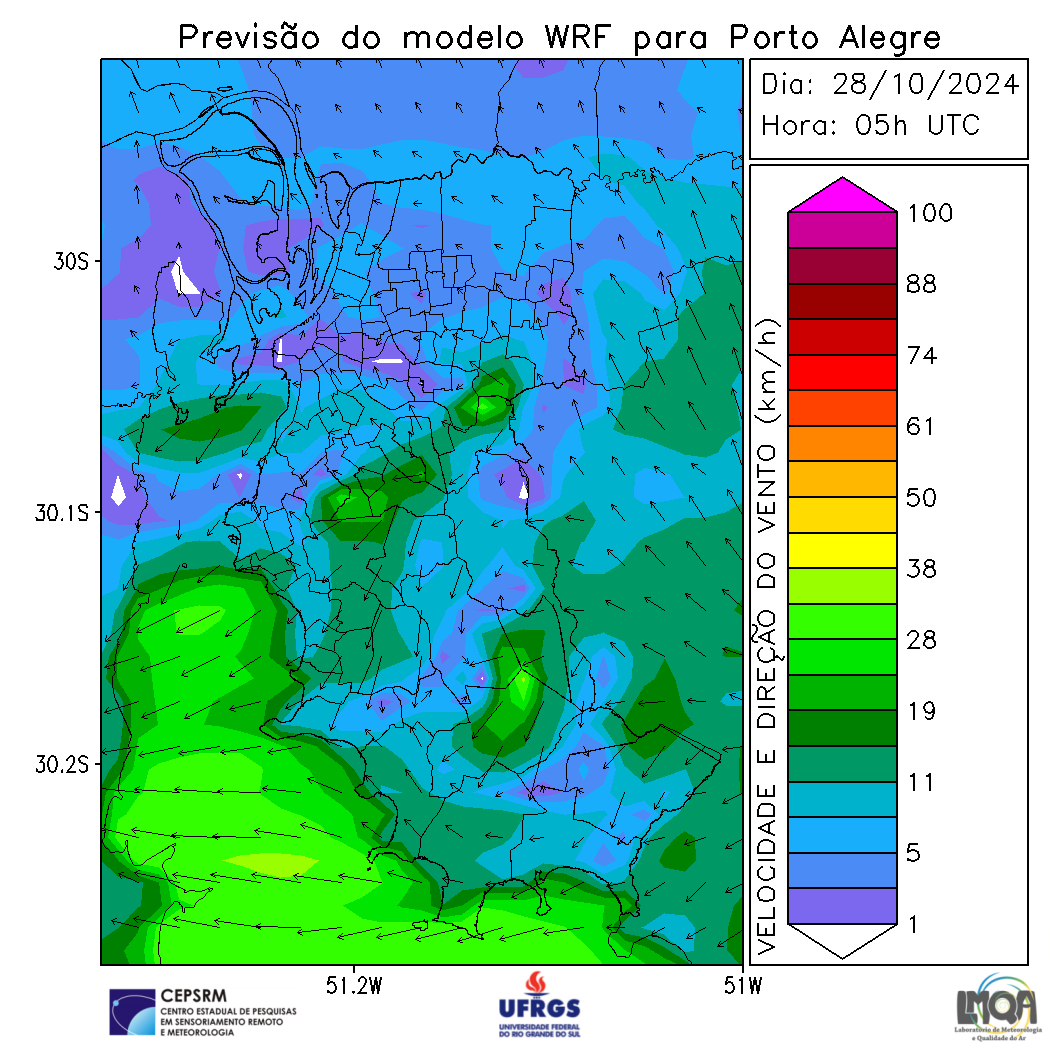 Previsão do modelo WRF para Porto Alegre
Dia: 28/10/2024
Hora: 05h UTC
30S
30.1S
30.2S
51.2W
51W
VELOCIDADE E DIREÇÃO DO VENTO (km/h)
100
88
74
61
50
38
28
19
11
5
1
CEPSRM
CENTRO ESTADUAL DE PESQUISAS
EM SENSORIAMENTO REMOTO
E METEOROLOGIA
UFRGS
UNIVERSIDADE FEDERAL
DO RIO GRANDE DO SUL
LMQA
Laboratório de Meteorologia
e Qualidade do Ar